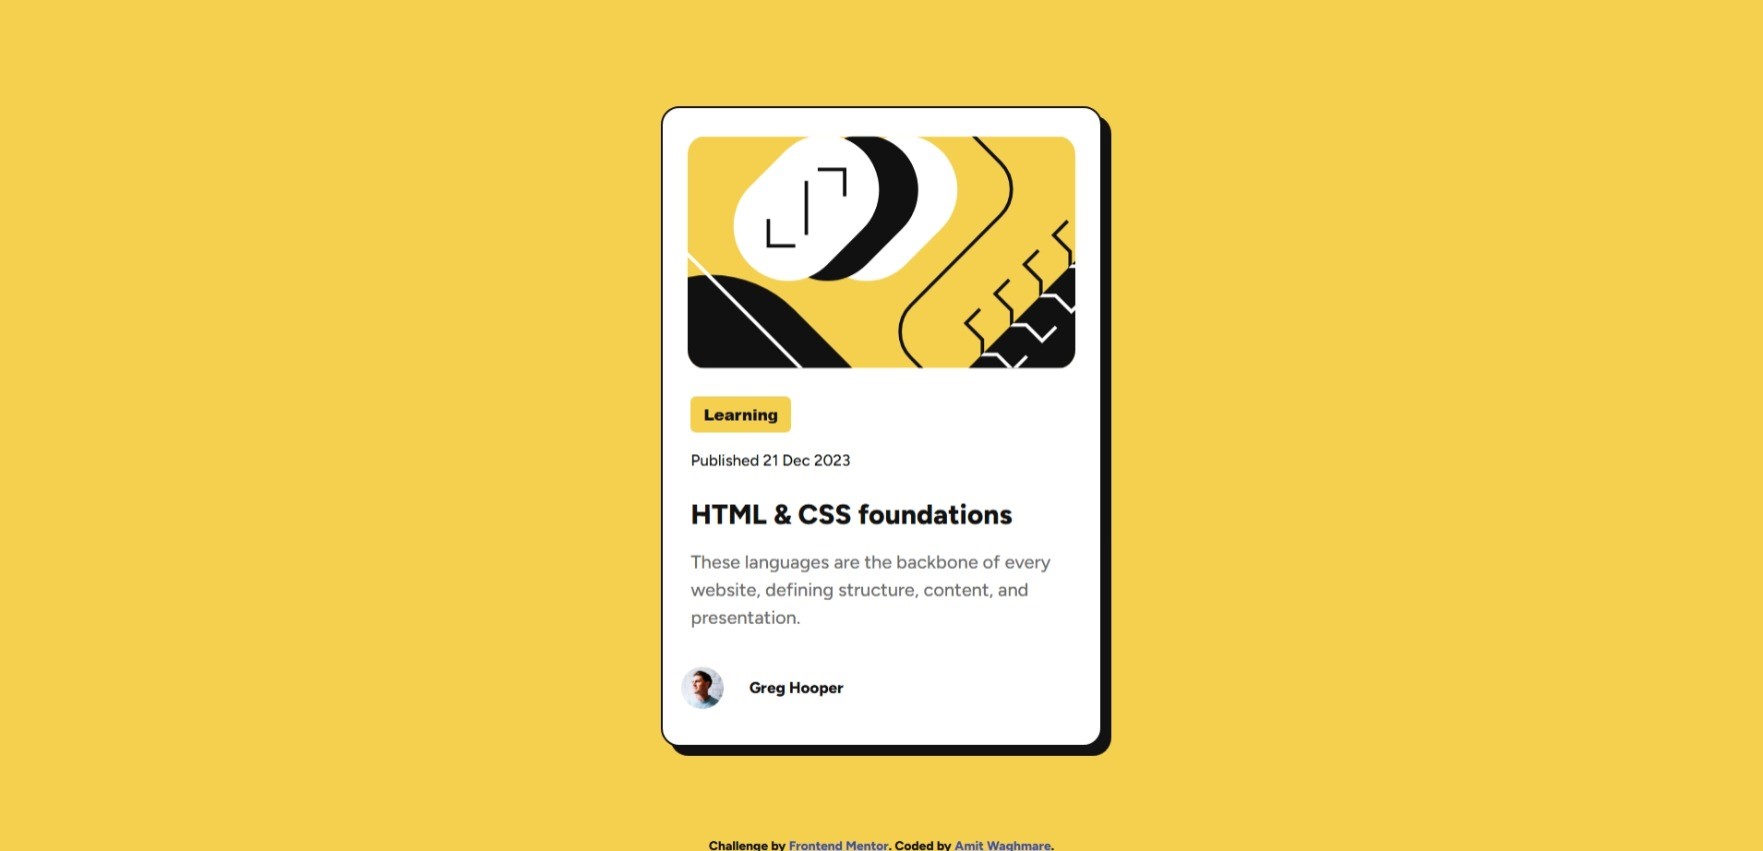 Learning
Published 21 Dec 2023
HTML & CSS foundations
These languages are the backbone of every
website, defining structure, content, and
presentation.
Greg Hooper
Challenge by Frontend Mentor. Coded by Amit Waghmare.